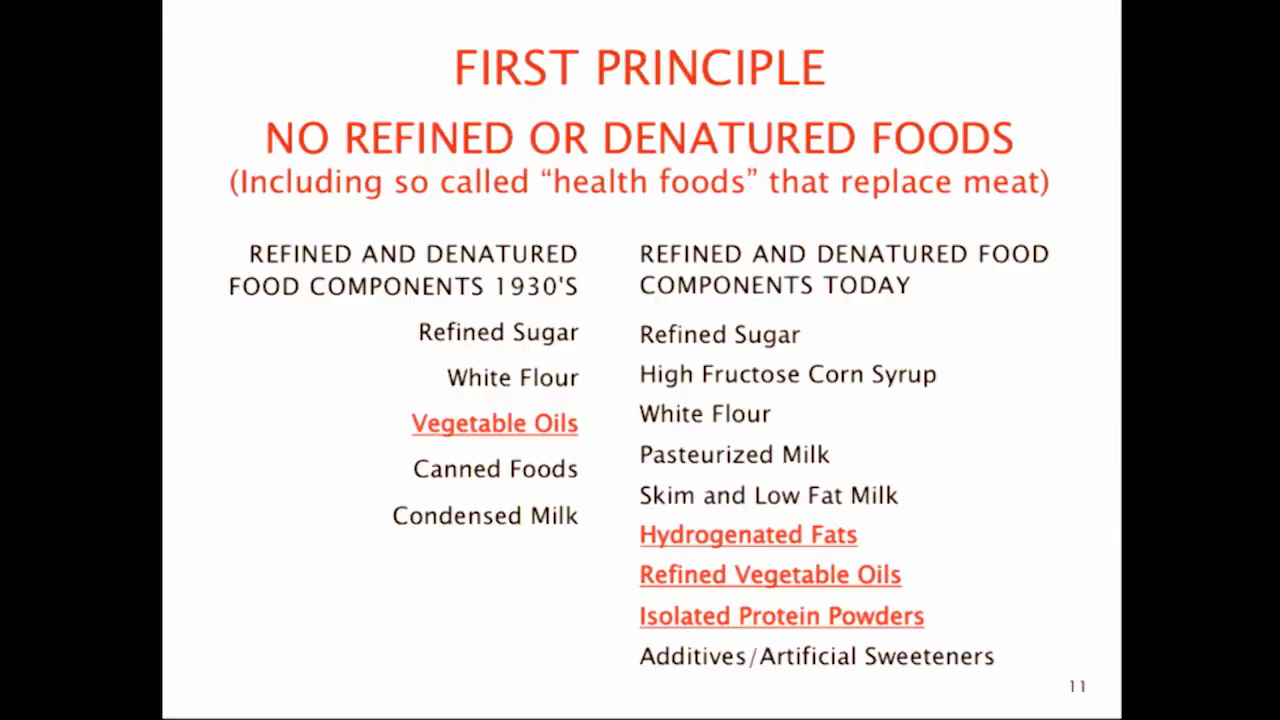 FIRST PRINCIPLE
NO REFINED OR DENATURED FOODS
(Including so called “health foods” that replace meat)
REFINED AND DENATURED
FOOD COMPONENTS 1930'S
Refined Sugar
White Flour
Vegetable Oils
Canned Foods
Condensed Milk
REFINED AND DENATURED FOOD
COMPONENTS TODAY
Refined Sugar
High Fructose Corn Syrup
White Flour
Pasteurized Milk
Skim and Low Fat Milk
Hydrogenated Fats
Refined Vegetable Oils
Isolated Protein Powders
Additives/Artificial Sweeteners
11